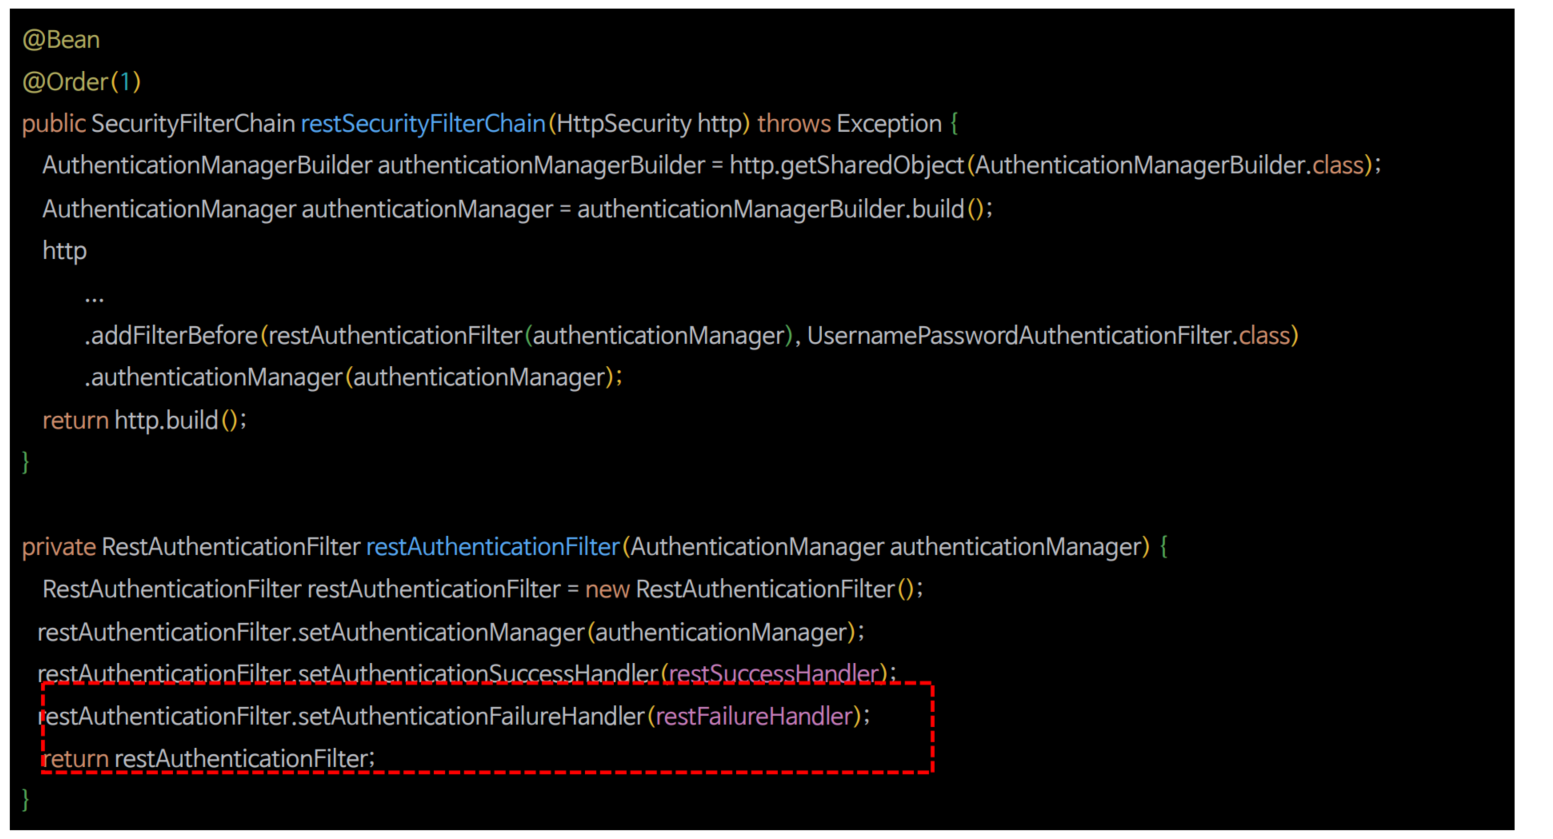 @Bean
@Order(1)
public SecurityFilterChain restSecurityFilterChain(HttpSecurity http) throws Exception {
AuthenticationManagerBuilder authenticationManagerBuilder = http.getSharedObject(AuthenticationManagerBuilder.class);
AuthenticationManager authenticationManager = authenticationManagerBuilder.build();
http
...
.addFilterBefore(restAuthenticationFilter(authenticationManager), UsernamePasswordAuthenticationFilter.class)
.authenticationManager(authenticationManager);
return http.build();
}
private RestAuthenticationFilter restAuthenticationFilter(AuthenticationManager authenticationManager) {
RestAuthenticationFilter restAuthenticationFilter = new RestAuthenticationFilter();
restAuthenticationFilter.setAuthenticationManager(authenticationManager);
restAuthenticationFilter.setAuthenticationSuccessHandler(restSuccessHandler);
restAuthenticationFilter.setAuthenticationFailureHandler(restFailureHandler);
return restAuthenticationFilter;
}